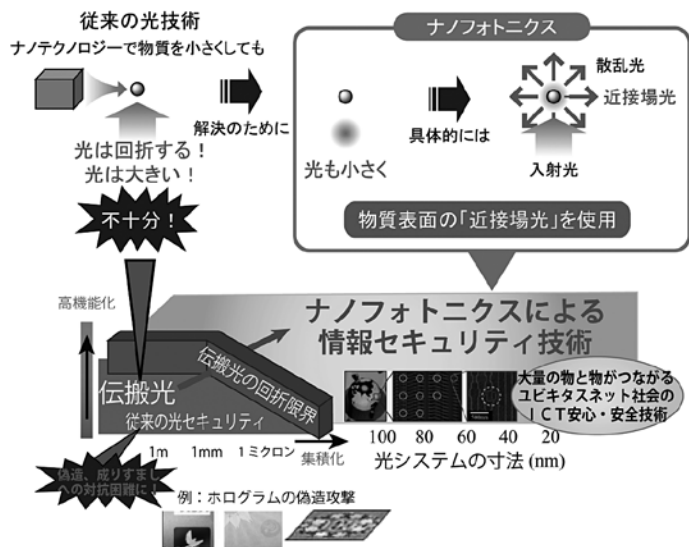 従来の光技術
ナノテクノロジーで物質を小さくしても
光は回折する！
光は大きい！
不十分！
解決のために
ナノフォトニクス
光も小さく
具体的には
散乱光
近接場光
入射光
物質表面の「近接場光」を使用
高機能化
ナノフォトニクスによる
情報セキュリティ技術
伝搬光の回折限界
伝搬光
従来の光セキュリティ
大量の物と物がつながる
ユビキタスネット社会の
ＩＣＴ安心・安全技術
1m 1mm 1ミクロン
集積化
100 80 60 40 20
光システムの寸法 (nm)
偽造、成りすまし
への対抗困難に！
例：ホログラムの偽造攻撃